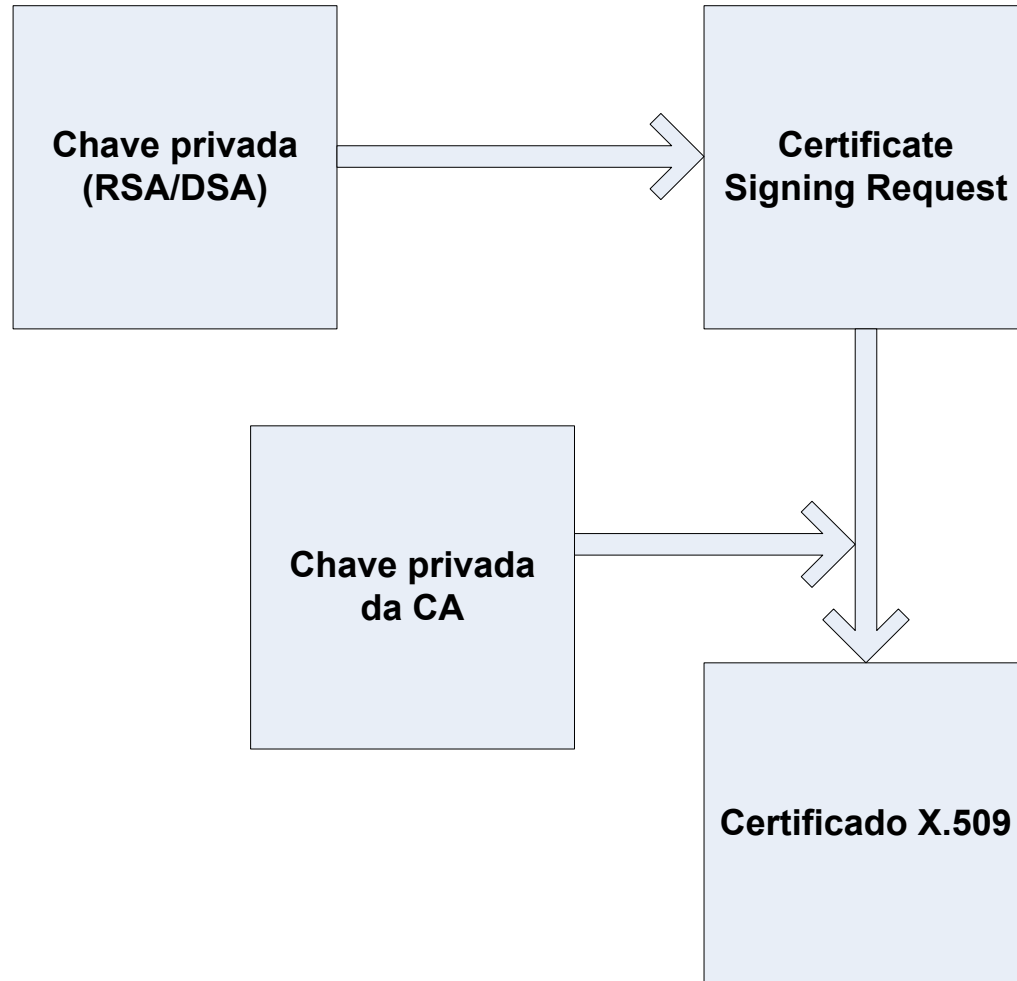 Chave privada
(RSA/DSA)
Certificate
Signing Request
Chave privada
da CA
Certificado X.509